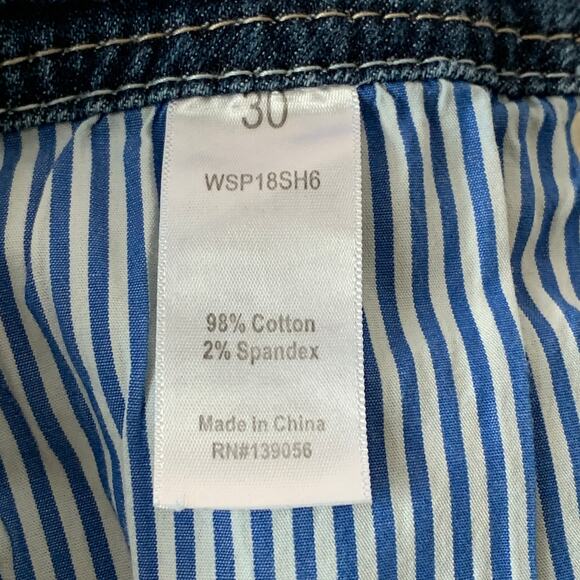 30
WSP18SH6
98% Cotton
2% Spandex
Made in China
RN#139056